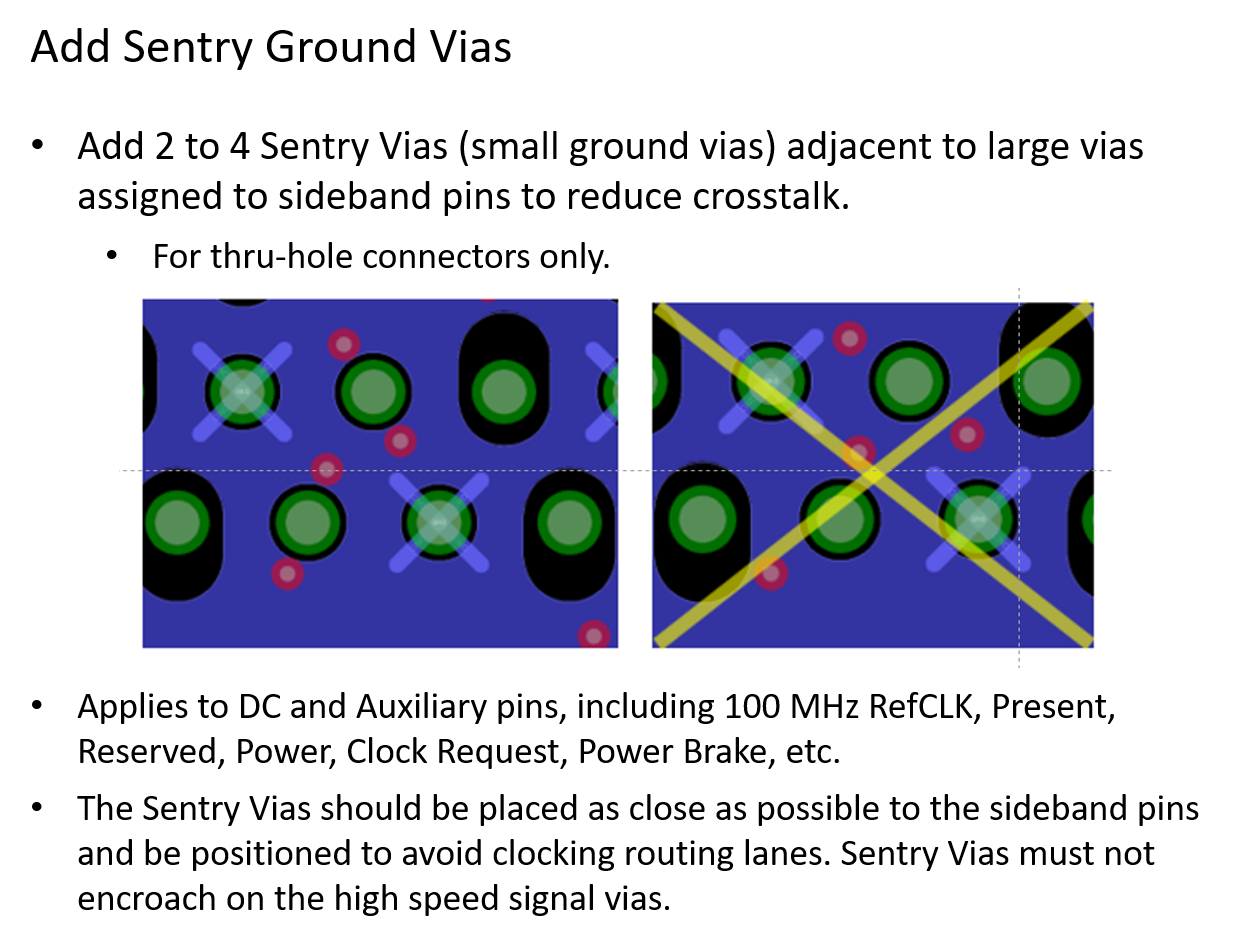 Add Sentry Ground Vias
• Add 2 to 4 Sentry Vias (small ground vias) adjacent to large vias
assigned to sideband pins to reduce crosstalk.
• For thru-hole connectors only.
• Applies to DC and Auxiliary pins, including 100 MHz RefCLK, Present,
Reserved, Power, Clock Request, Power Brake, etc.
• The Sentry Vias should be placed as close as possible to the sideband pins
and be positioned to avoid clocking routing lanes. Sentry Vias must not
encroach on the high speed signal vias.